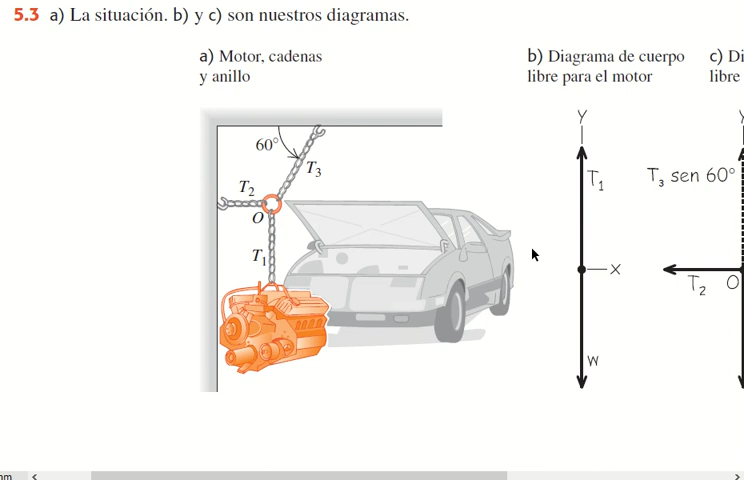 5.3 a) La situación. b) y c) son nuestros diagramas.
a) Motor, cadenas
y anillo
b) Diagrama de cuerpo
libre para el motor
c) Di
libre
60°
T3
T2
O
T1
Y
T1
X
W
Y
T3 sen 60°
T2
O